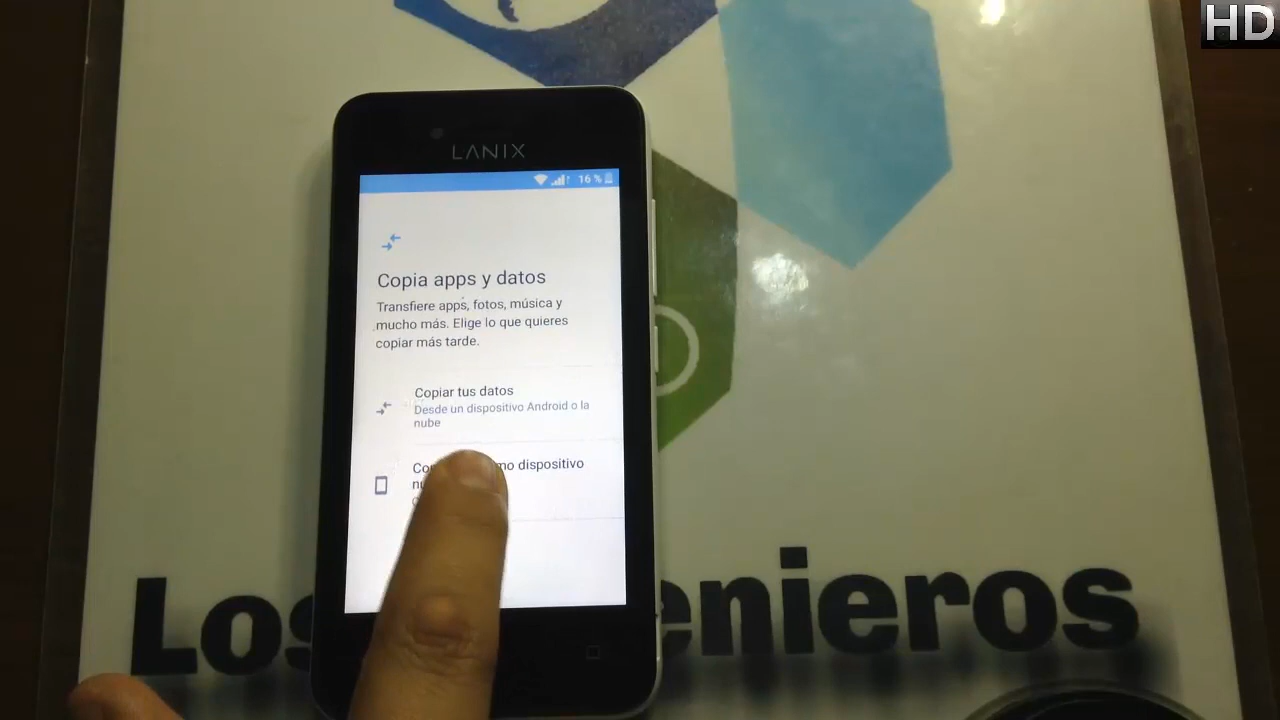 HD
LANIX
16 %
Copia apps y datos
Transfiere apps, fotos, música y
mucho más. Elige lo que quieres
copiar más tarde.
Copiar tus datos
Desde un dispositivo Android o la
nube
dispositivo
Los
enieros